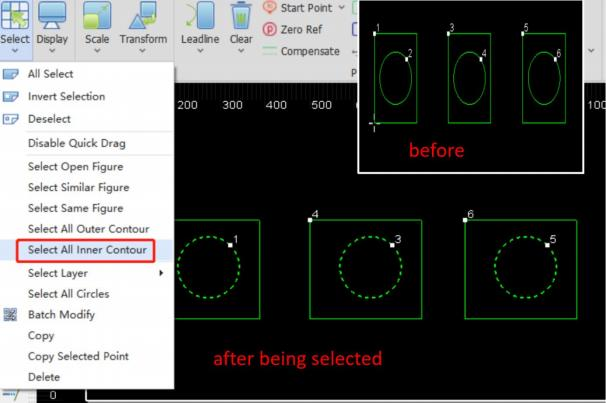 Select Display Scale Transform Leadline Clear
Start Point
Zero Ref
Compensate
P
All Select
Invert Selection
Deselect
Disable Quick Drag
Select Open Figure
Select Similar Figure
Select Same Figure
Select All Outer Contour
Select All Inner Contour
Select Layer
Select All Circles
Batch Modify
Copy
Copy Selected Point
Delete
0
200 300 400 500
100
1 3 5
2 4 6
before
4 6
1 3 5
after being selected